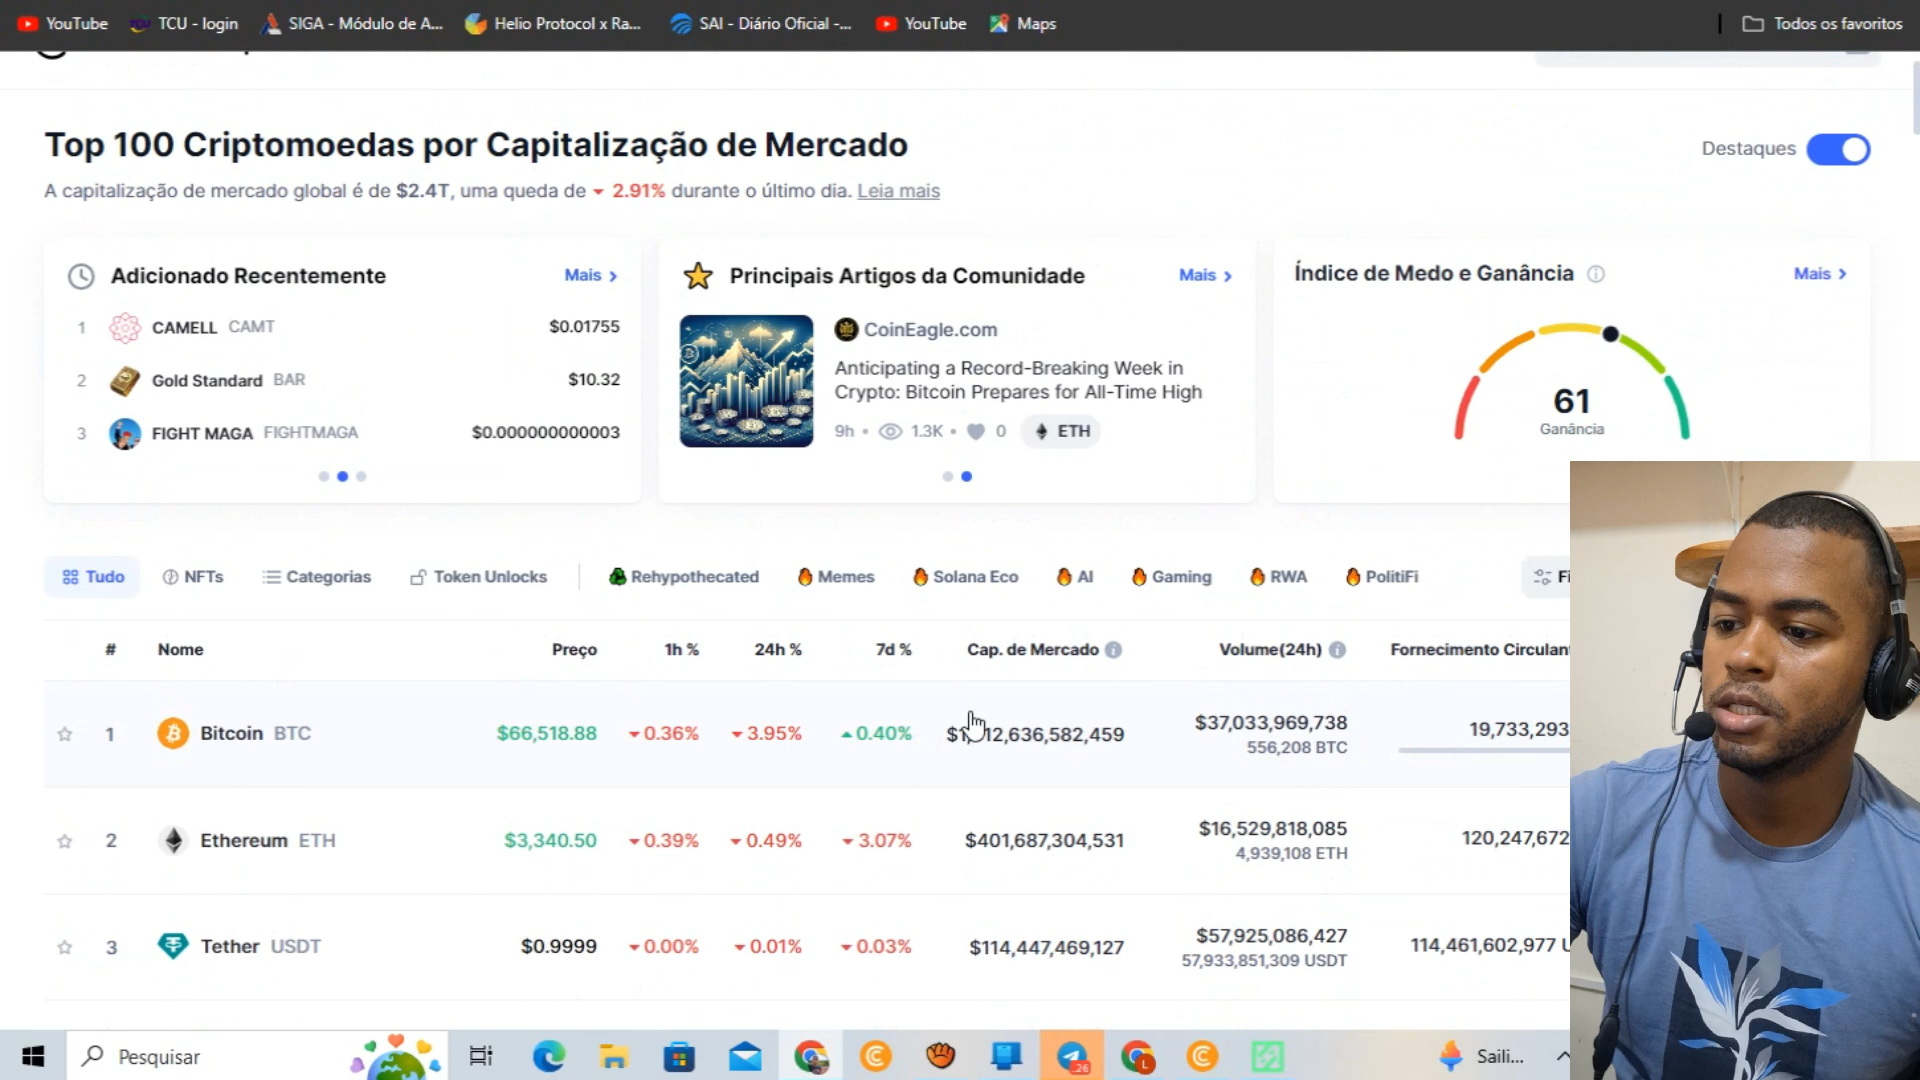 YouTube TCU - login SIGA - Módulo de A... Helio Protocol x Ra... SAI - Diário Oficial -... YouTube Maps Todos os favoritos
Top 100 Criptomoedas por Capitalização de Mercado
Destaques
A capitalização de mercado global é de $2.4T, uma queda de 2.91% durante o último dia. Leia mais
Adicionado Recentemente Mais
1 CAMELL CAMT $0.01755
2 Gold Standard BAR $10.32
3 FIGHT MAGA FIGHTMAGA $0.000000000003
Principais Artigos da Comunidade Mais
CoinEagle.com
Anticipating a Record-Breaking Week in
Crypto: Bitcoin Prepares for All-Time High
9h • 1.3K • 0 ETH
Índice de Medo e Ganância Mais
61
Ganância
Tudo NFTs Categorias Token Unlocks Rehypothecated Memes Solana Eco AI Gaming RWA PolitiFi Fi
# Nome Preço 1h % 24h % 7d % Cap. de Mercado Volume(24h) Fornecimento Circulan
1 Bitcoin BTC $66,518.88 0.36% 3.95% 0.40% 12,636,582,459 $37,033,969,738 19,733,293
556,208 BTC
2 Ethereum ETH $3,340.50 0.39% 0.49% 3.07% $401,687,304,531 $16,529,818,085 120,247,672
4,939,108 ETH
3 Tether USDT $0.9999 0.00% 0.01% 0.03% $114,447,469,127 $57,925,086,427 114,461,602,977 U
57,933,851,309 USDT
Pesquisar 26 L Saili...